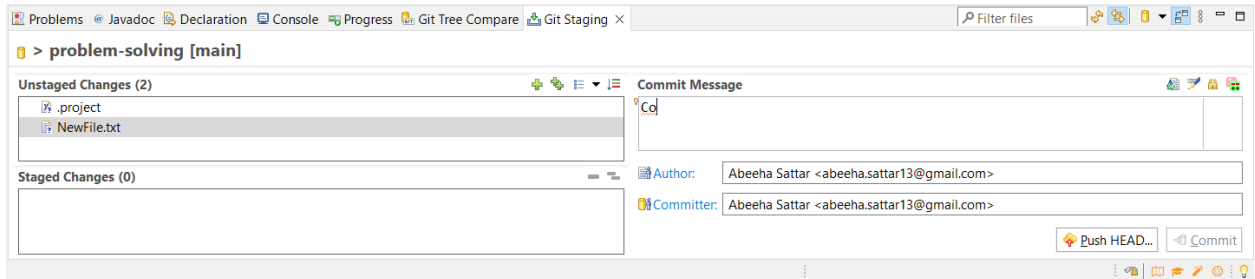 Problems @ Javadoc Declaration Console Progress Git Tree Compare Git Staging
Filter files
> problem-solving [main]
Unstaged Changes (2)
.project
NewFile.txt
Staged Changes (0)
Commit Message
Co
Author: Abeeha Sattar <abeeha.sattar13@gmail.com>
Committer: Abeeha Sattar <abeeha.sattar13@gmail.com>
Push HEAD... Commit